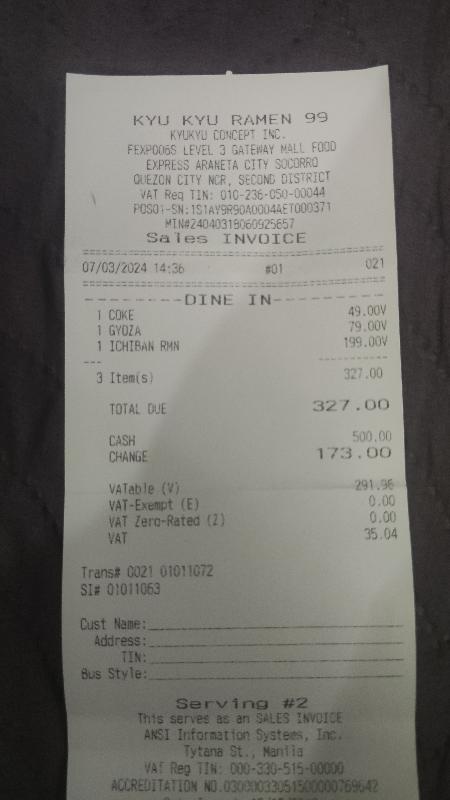 KYU KYU RAMEN 99
KYUKYU CONCEPT INC.
FEXP006S LEVEL 3 GATEWAY MALL FOOD
EXPRESS ARANETA CITY SOCORRO
QUEZON CITY NCR, SECOND DISTRICT
VAT Reg TIN: 010-236-050-00044
POS01-SN:1S1AY9R90A0004AET000371
MIN#24040318060925657
Sales INVOICE
07/03/2024 14:36 #01 021
DINE IN
1 COKE 49.00V
1 GYOZA 79.00V
1 ICHIBAN RMN 199.00V
3 Item(s) 327.00
TOTAL DUE 327.00
CASH 500.00
CHANGE 173.00
VATable (V) 291.96
VAT-Exempt (E) 0.00
VAT Zero-Rated (Z) 0.00
VAT 35.04
Trans# 0021 01011072
SI# 01011063
Cust Name:
Address:
TIN:
Bus Style:
Serving #2
This serves as an SALES INVOICE
ANSI Information Systems, Inc.
Tytana St., Manila
VAT Reg TIN: 000-330-515-00000
ACCREDITATION NO.